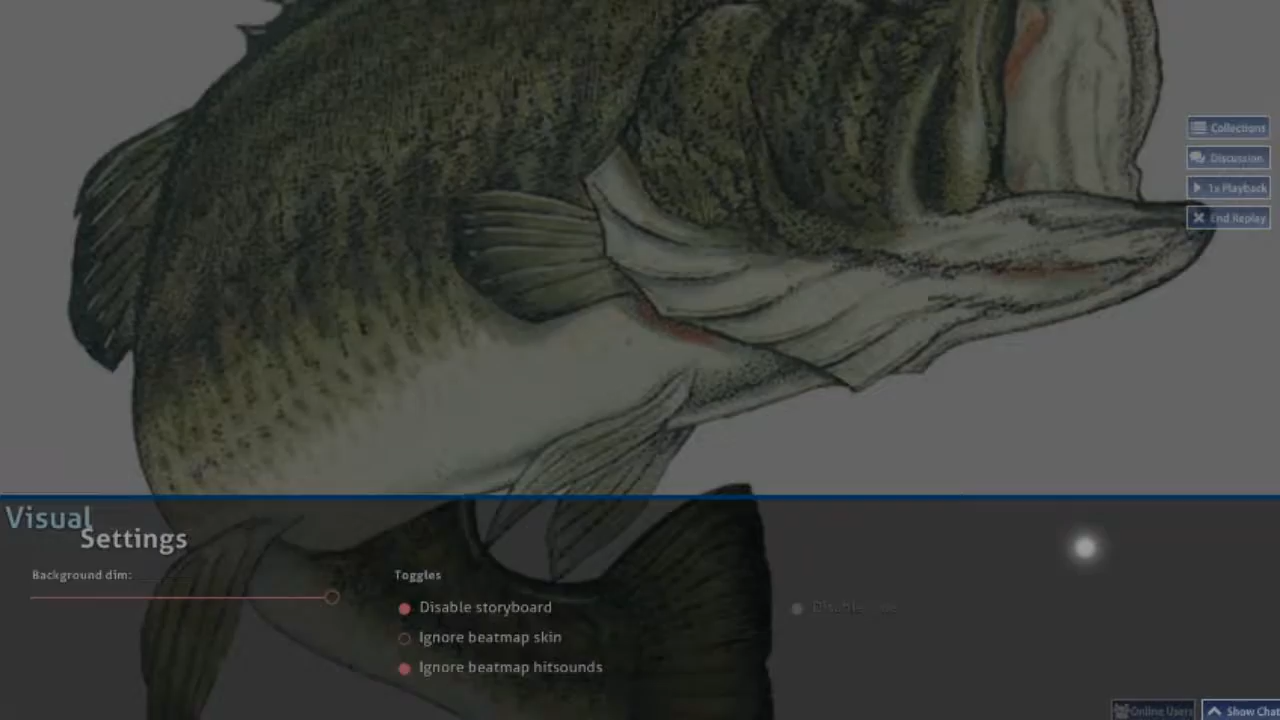 Collections
Discussion
1x Playback
End Replay
Visual
Settings
Background dim:
Toggles
Disable storyboard
Ignore beatmap skin
Ignore beatmap hitsounds
Disable
Online Users
Show Chat